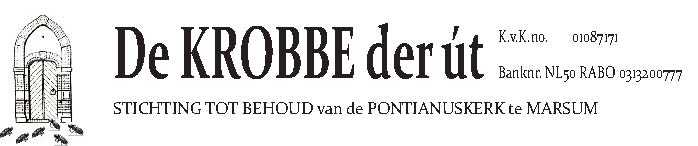 De KROBBE der út
K.v.K.no. 01087171
Banknr. NL50 RABO 0313200777
STICHTING TOT BEHOUD van de PONTIANUSKERK te MARSUM